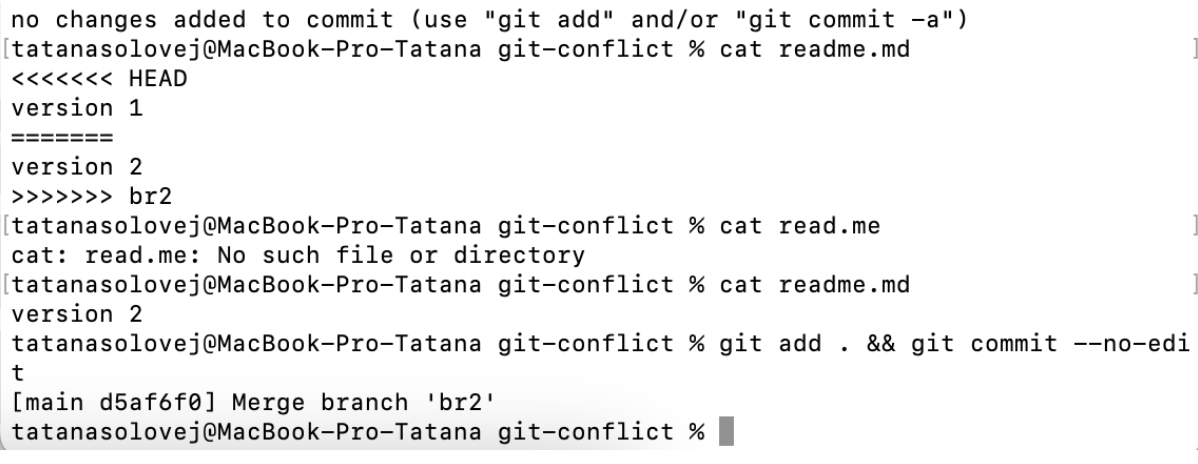 no changes added to commit (use "git add" and/or "git commit -a")
[tatanasolovej@MacBook-Pro-Tatana git-conflict % cat readme.md ]
<<<<<<< HEAD
version 1
=======
version 2
>>>>>>> br2
[tatanasolovej@MacBook-Pro-Tatana git-conflict % cat read.me ]
cat: read.me: No such file or directory
[tatanasolovej@MacBook-Pro-Tatana git-conflict % cat readme.md ]
version 2
tatanasolovej@MacBook-Pro-Tatana git-conflict % git add . && git commit --no-edi
t
[main d5af6f0] Merge branch 'br2'
tatanasolovej@MacBook-Pro-Tatana git-conflict %